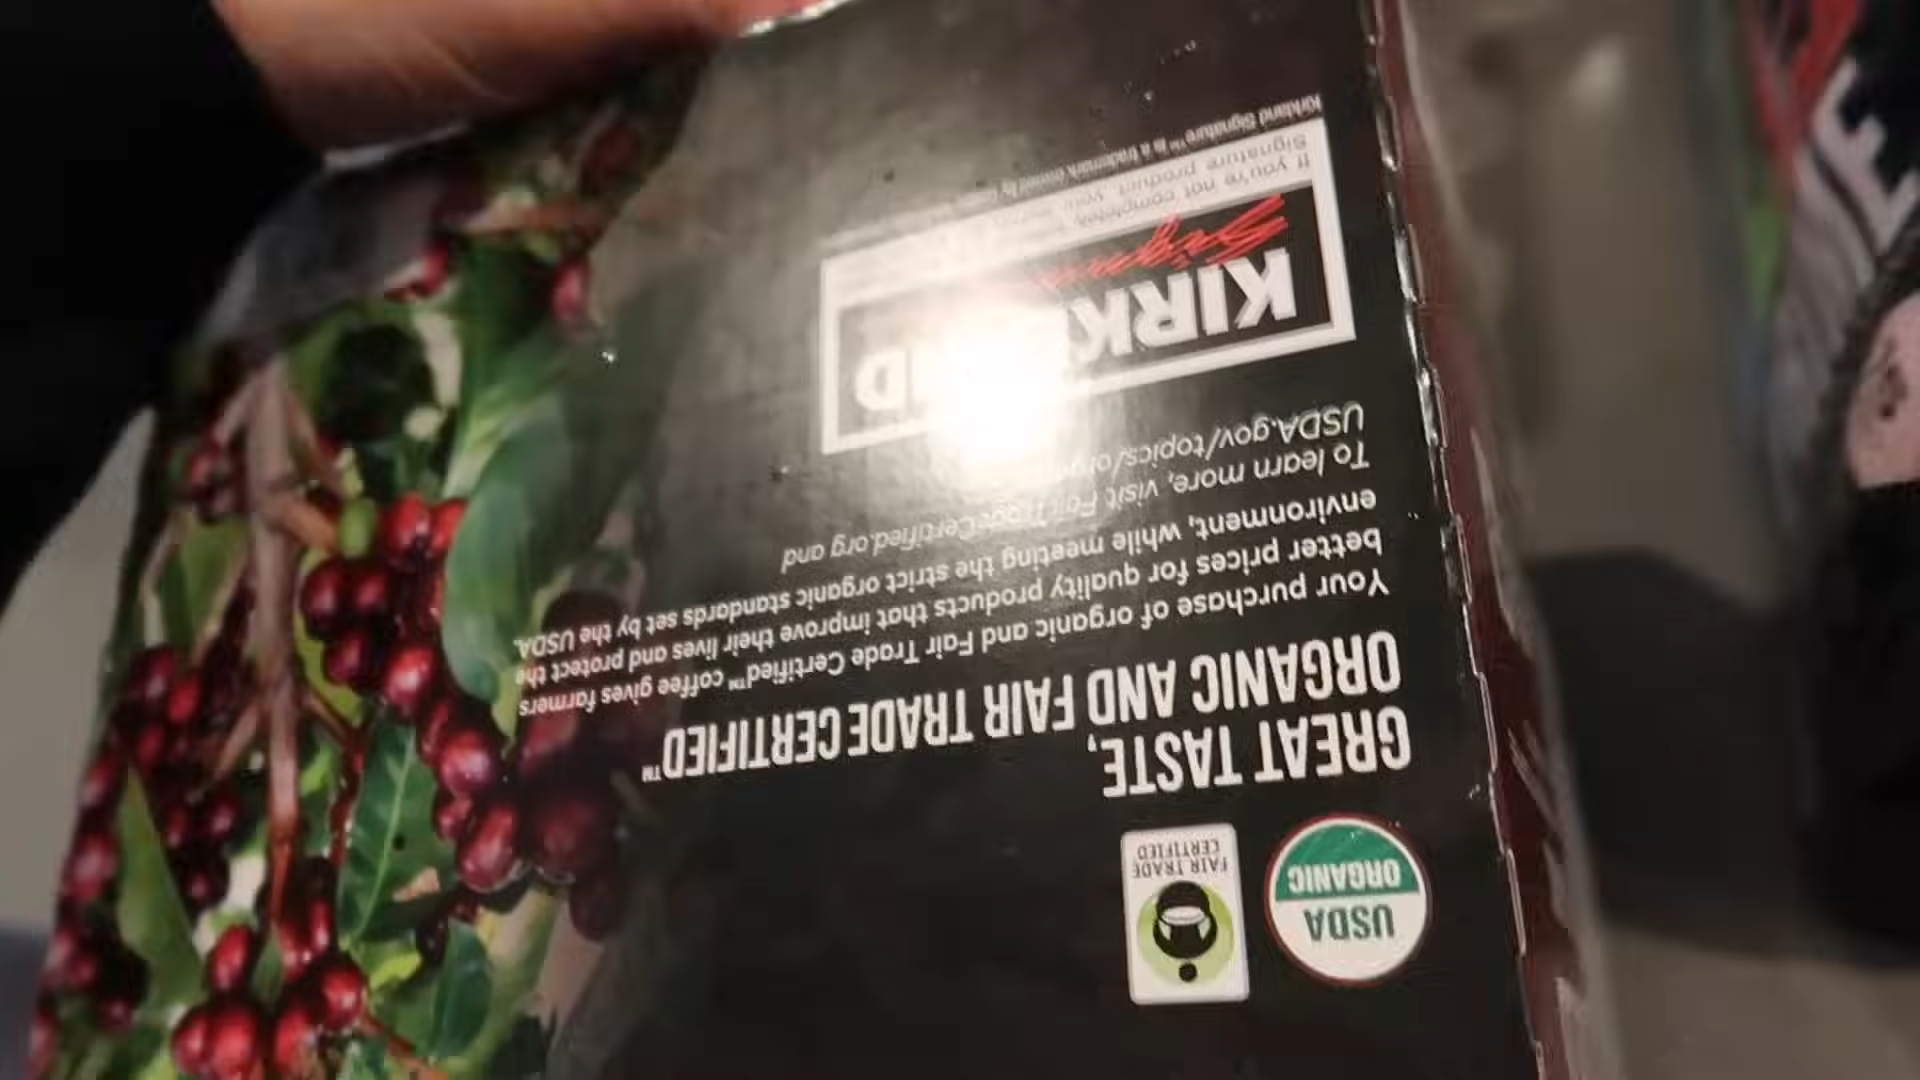 USDA
ORGANIC
FAIR TRADE
CERTIFIED
GREAT TASTE,
ORGANIC AND FAIR TRADE CERTIFIED™
Your purchase of organic and Fair Trade Certified™ coffee gives farmers
better prices for quality products that improve their lives and protect the
environment, while meeting the strict organic standards set by the USDA.
To learn more, visit FairTradeCertified.org and
USDA.gov/topics/
KIRKLAND
Signature
If you're not completely
Signature product, your
Kirkland Signature™ is a trademark owned by